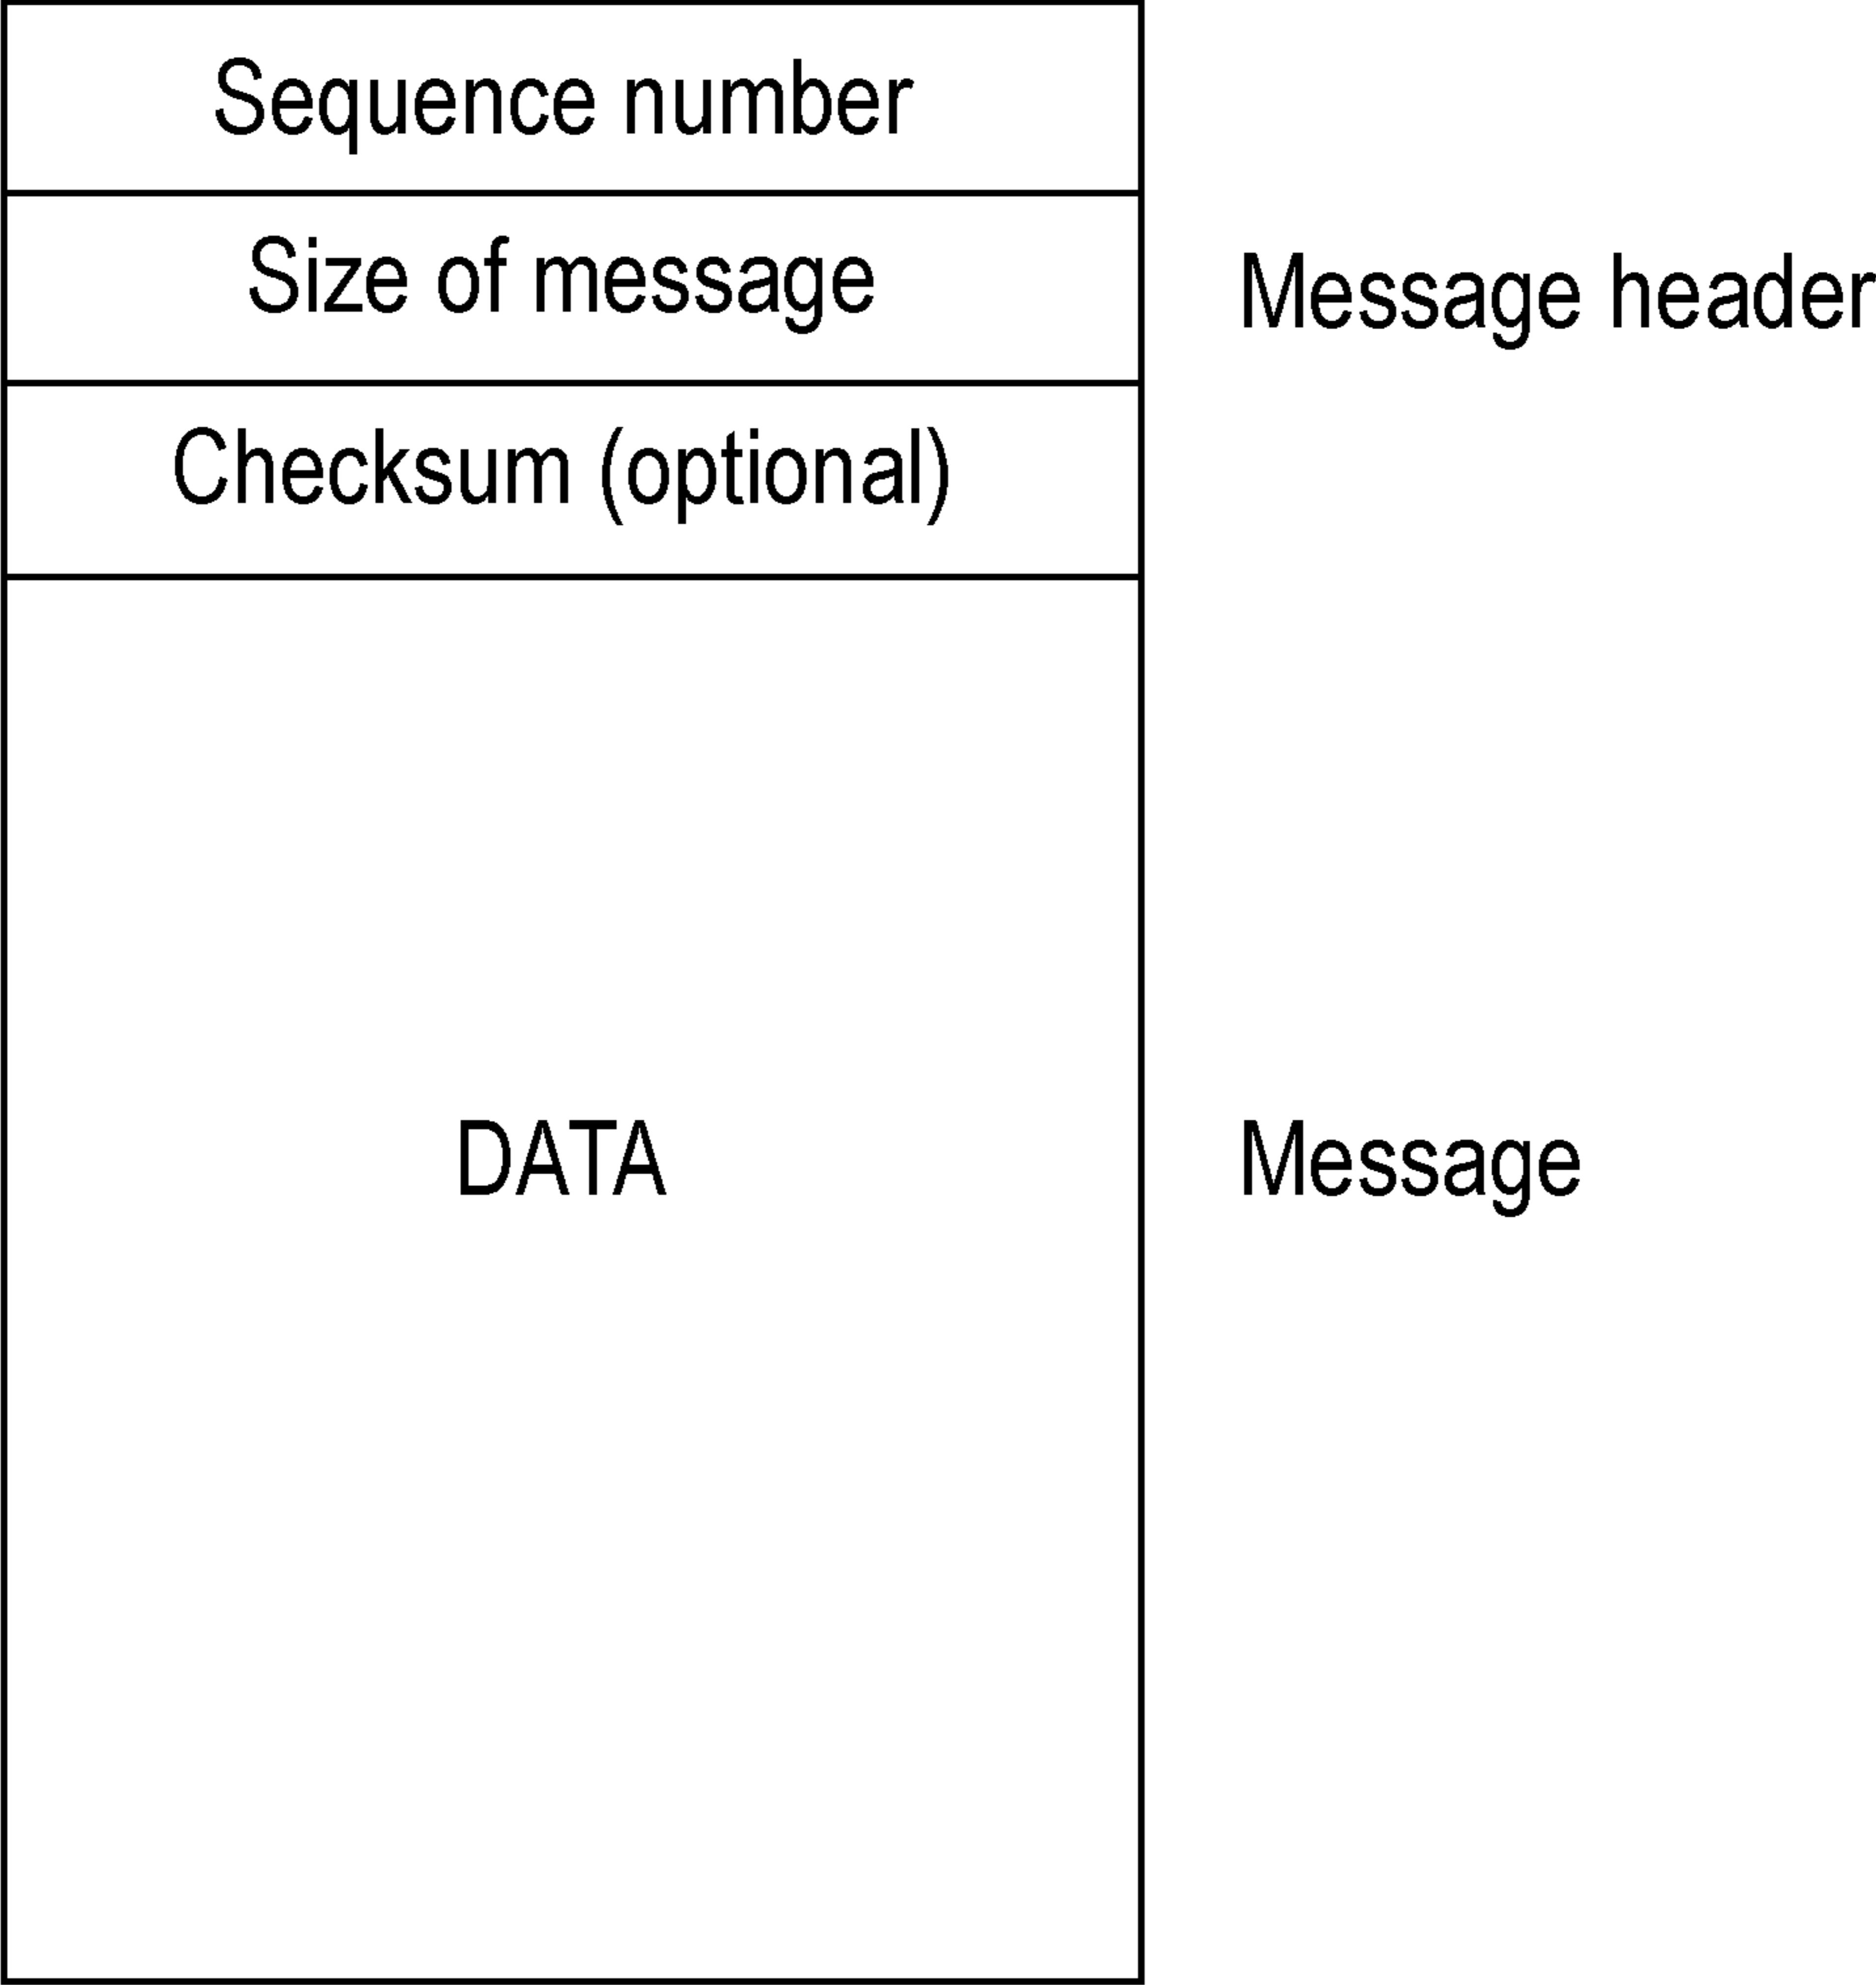 Sequence number
Size of message
Message header
Checksum (optional)
DATA
Message